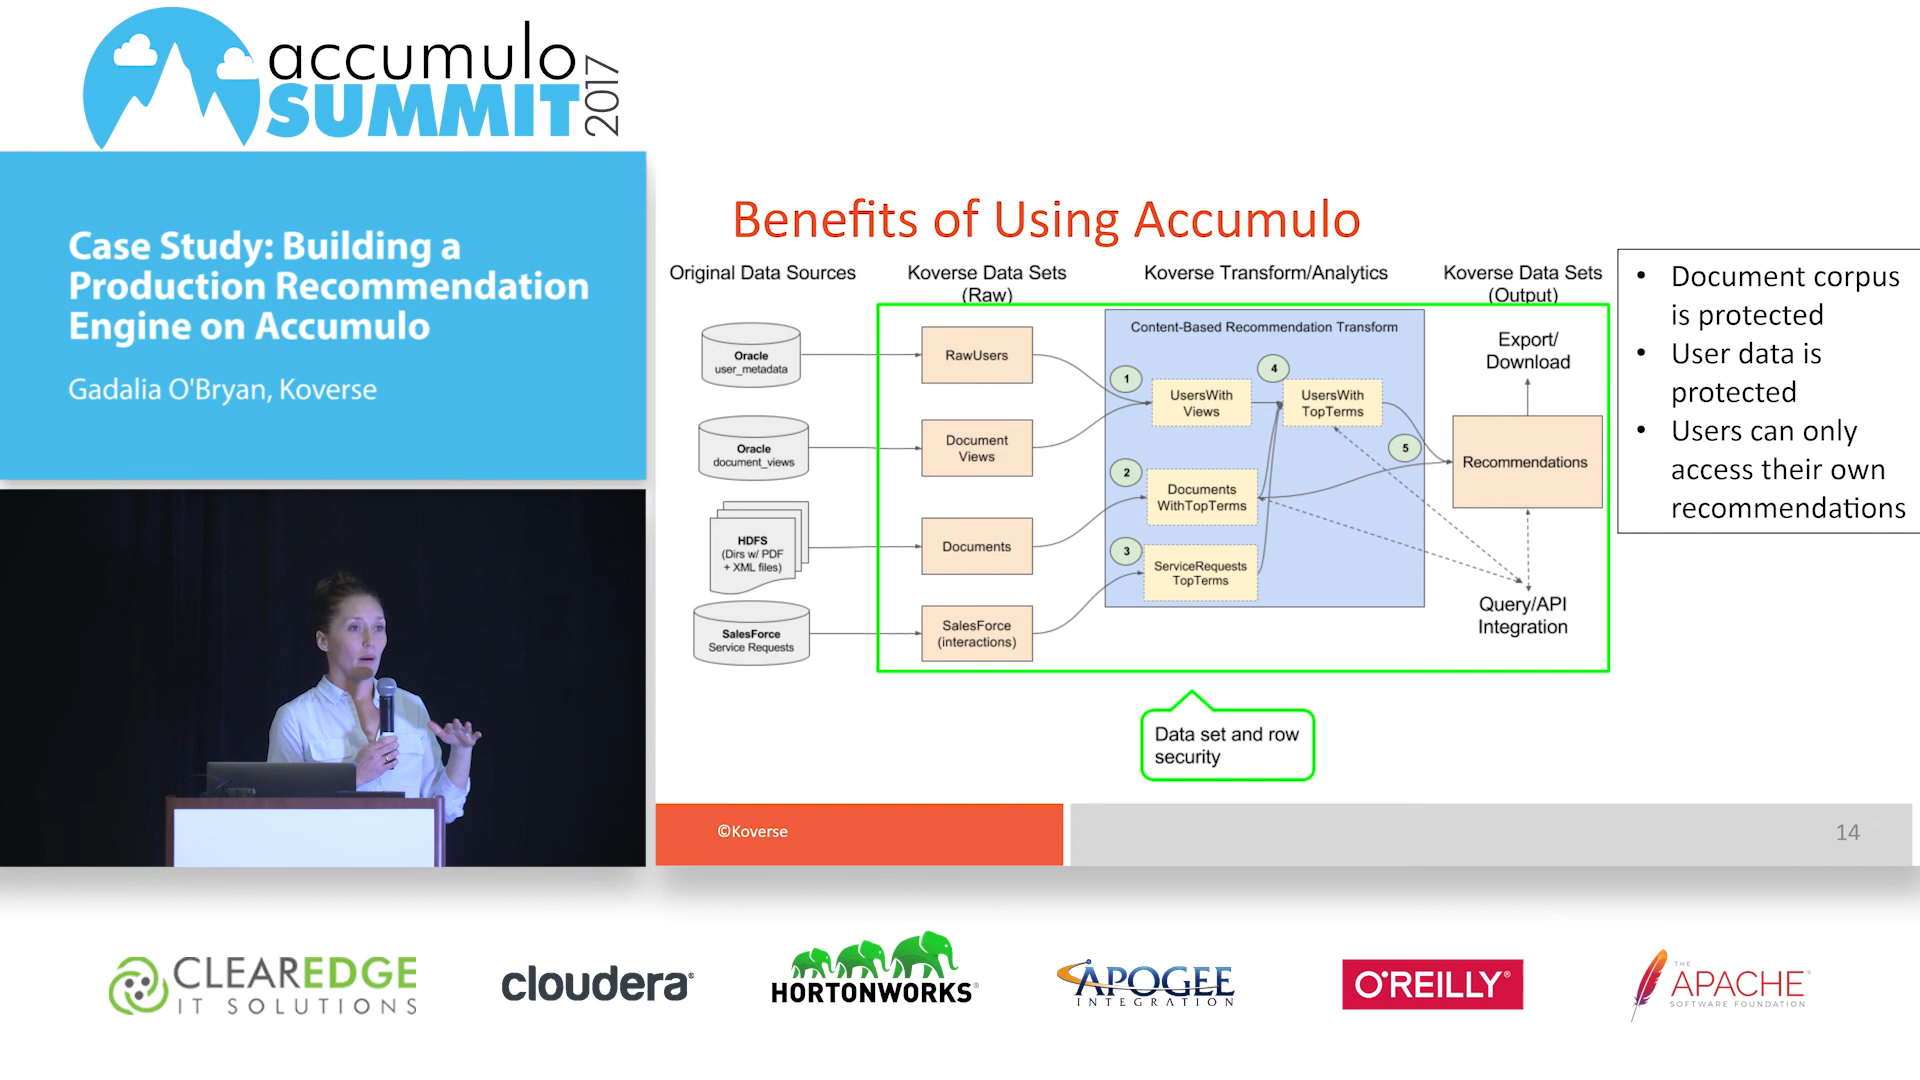 accumulo
SUMMIT
2017
Case Study: Building a
Production Recommendation
Engine on Accumulo
Gadalia O'Bryan, Koverse
Benefits of Using Accumulo
Original Data Sources
Koverse Data Sets
(Raw)
Koverse Transform/Analytics
Koverse Data Sets
(Output)
Oracle
user_metadata
Oracle
document_views
HDFS
(Dirs w/ PDF
+ XML files)
SalesForce
Service Requests
RawUsers
Document
Views
Documents
SalesForce
(interactions)
Content-Based Recommendation Transform
1
UsersWith
Views
4
UsersWith
TopTerms
2
Documents
WithTopTerms
3
ServiceRequests
TopTerms
5
Export/
Download
Recommendations
Query/API
Integration
Data set and row
security
• Document corpus
is protected
• User data is
protected
• Users can only
access their own
recommendations
©Koverse
14
CLEAREDGE
IT SOLUTIONS
cloudera®
HORTONWORKS®
APOGEE
INTEGRATION
O'REILLY®
THE
APACHE®
SOFTWARE FOUNDATION